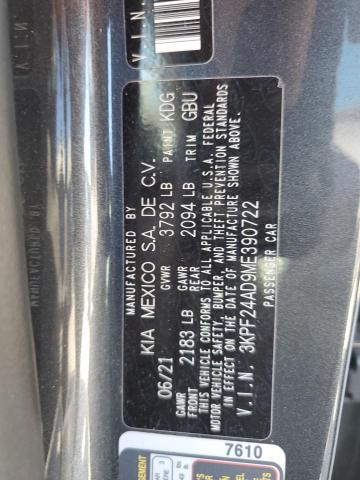 MANUFACTURED BY
KIA MEXICO S.A. DE C.V.
06/21 GVWR 3792 LB PAINT KDG
GAWR FRONT 2183 LB GAWR REAR 2094 LB TRIM GBU
THIS VEHICLE CONFORMS TO ALL APPLICABLE U.S.A. FEDERAL
MOTOR VEHICLE SAFETY, BUMPER, AND THEFT PREVENTION STANDARDS
IN EFFECT ON THE DATE OF MANUFACTURE SHOWN ABOVE.
V.I.N. 3KPF24AD9ME390722
PASSENGER CAR
V.I.N.
7610